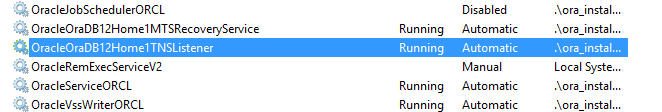 OracleJobSchedulerORCL Disabled .\ora_instal...
OracleOraDB12Home1MTSRecoveryService Running Automatic .\ora_instal...
OracleOraDB12Home1TNSListener Running Automatic .\ora_instal...
OracleRemExecServiceV2 Manual Local Syste...
OracleServiceORCL Running Automatic .\ora_instal...
OracleVssWriterORCL Running Automatic .\ora_instal...